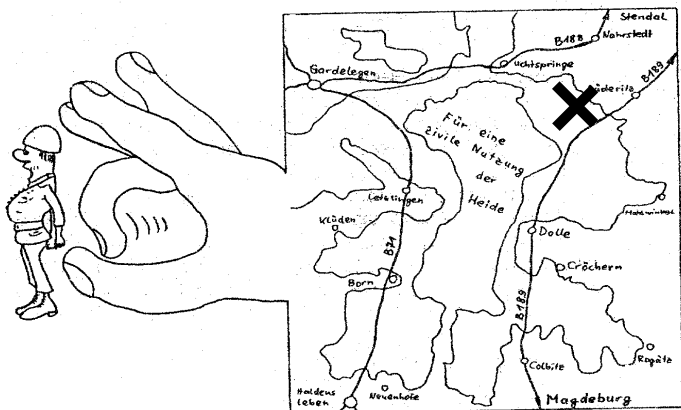 Stendal
B188
Nahrstedt
uchtspringe
Gardelegen
üderitz
B189
Für eine
zivile Nutzung
der
Heide
Letzlingen
Klüden
B71
Dolle
Born
Cröchern
B189
Colbitz
Rogätz
Haldens
leben
Neuenhofe
Magdeburg